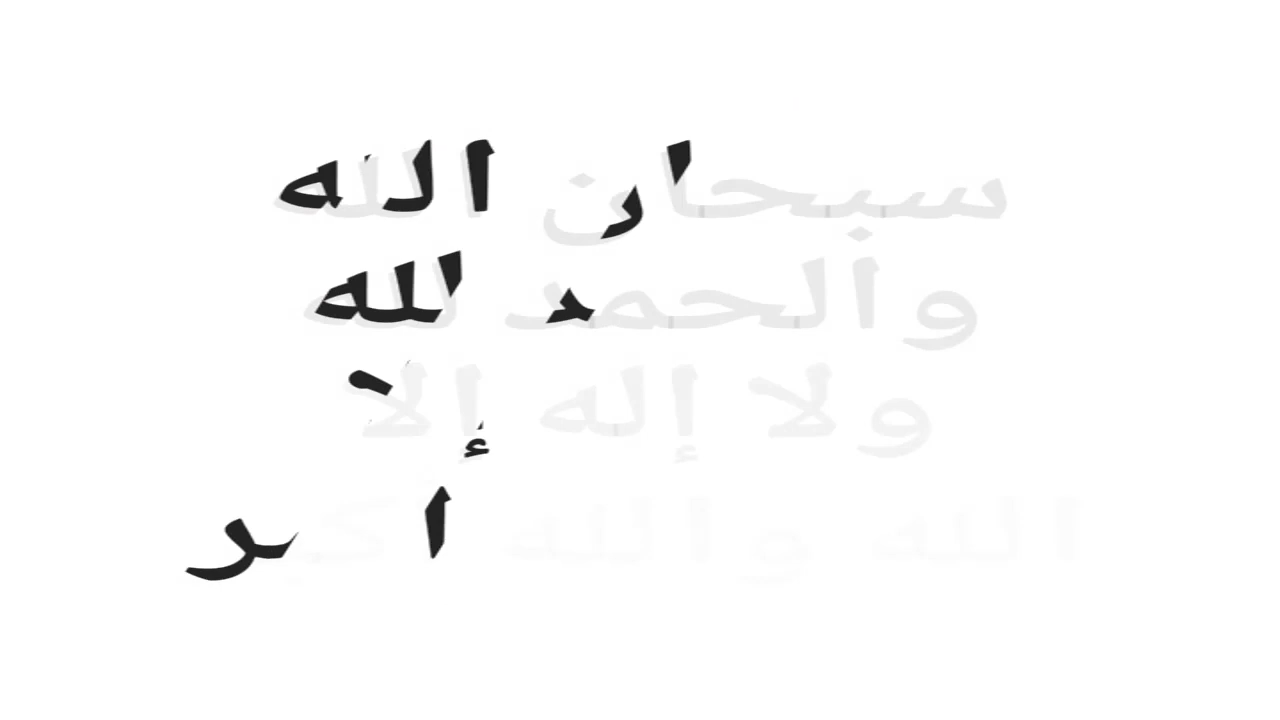 سبحان الله
والحمد لله
ولا إله إلا
الله والله أكبر